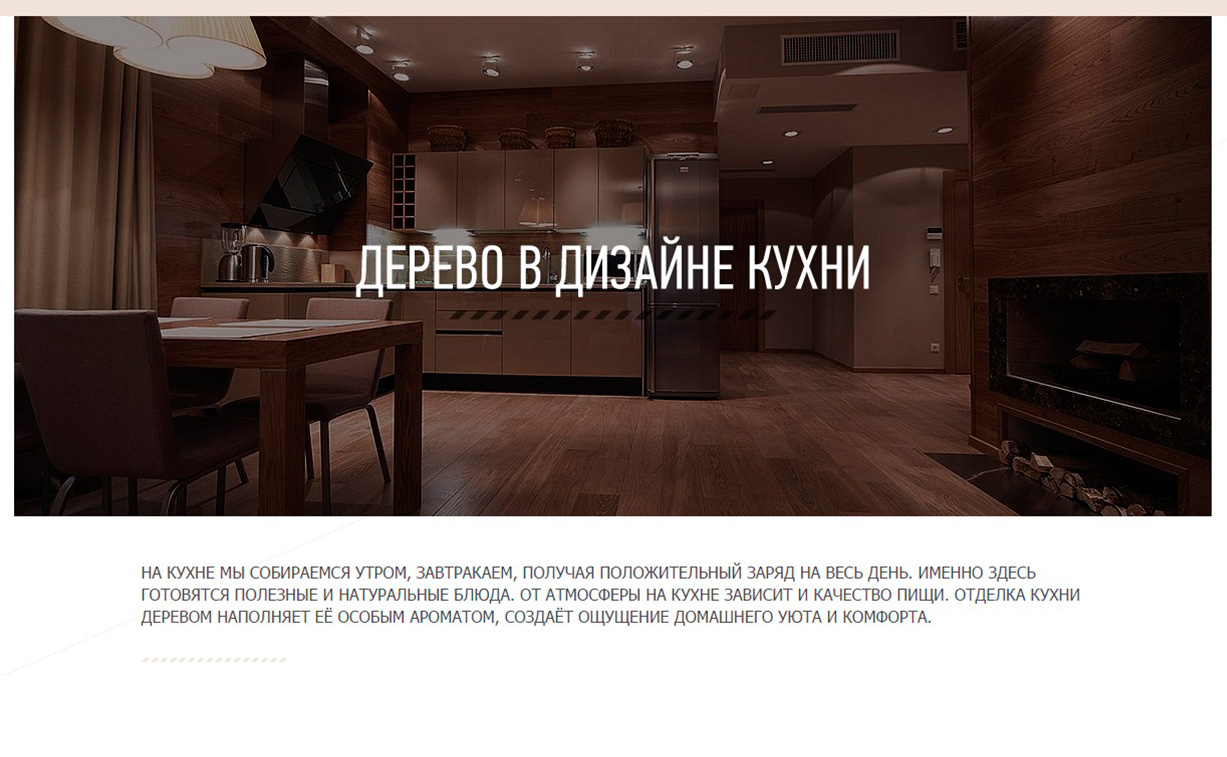 ДЕРЕВО В ДИЗАЙНЕ КУХНИ
НА КУХНЕ МЫ СОБИРАЕМСЯ УТРОМ, ЗАВТРАКАЕМ, ПОЛУЧАЯ ПОЛОЖИТЕЛЬНЫЙ ЗАРЯД НА ВЕСЬ ДЕНЬ. ИМЕННО ЗДЕСЬ
ГОТОВЯТСЯ ПОЛЕЗНЫЕ И НАТУРАЛЬНЫЕ БЛЮДА. ОТ АТМОСФЕРЫ НА КУХНЕ ЗАВИСИТ И КАЧЕСТВО ПИЩИ. ОТДЕЛКА КУХНИ
ДЕРЕВОМ НАПОЛНЯЕТ ЕЁ ОСОБЫМ АРОМАТОМ, СОЗДАЁТ ОЩУЩЕНИЕ ДОМАШНЕГО УЮТА И КОМФОРТА.